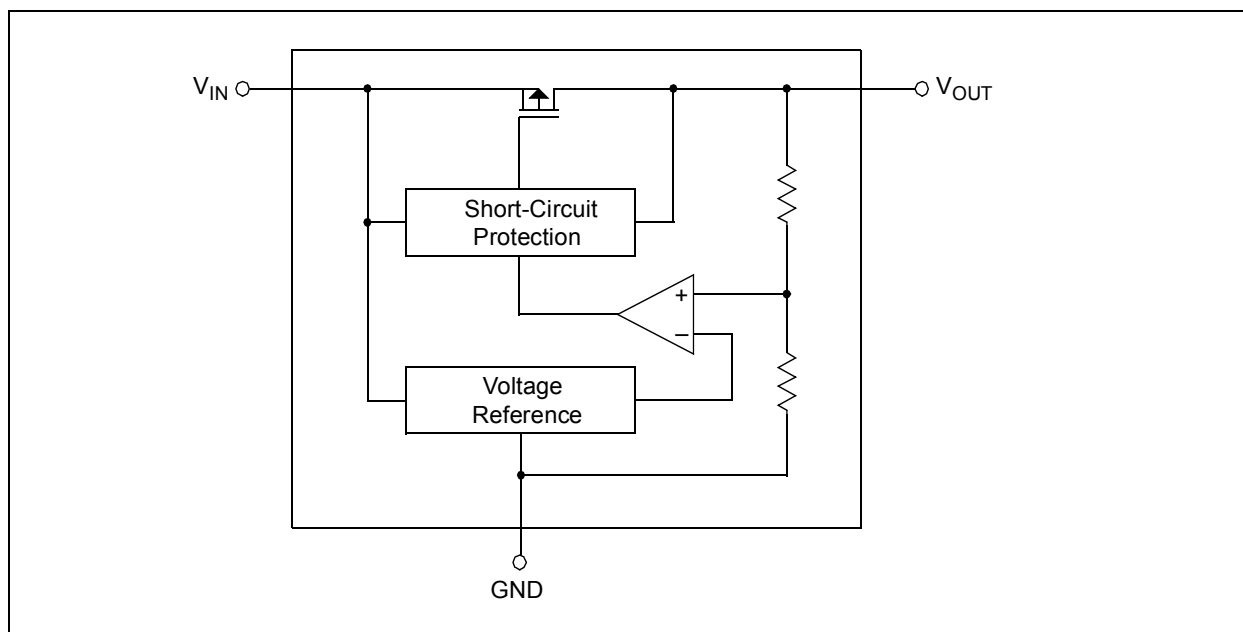 V_IN
V_OUT
Short-Circuit
Protection
+
−
Voltage
Reference
GND